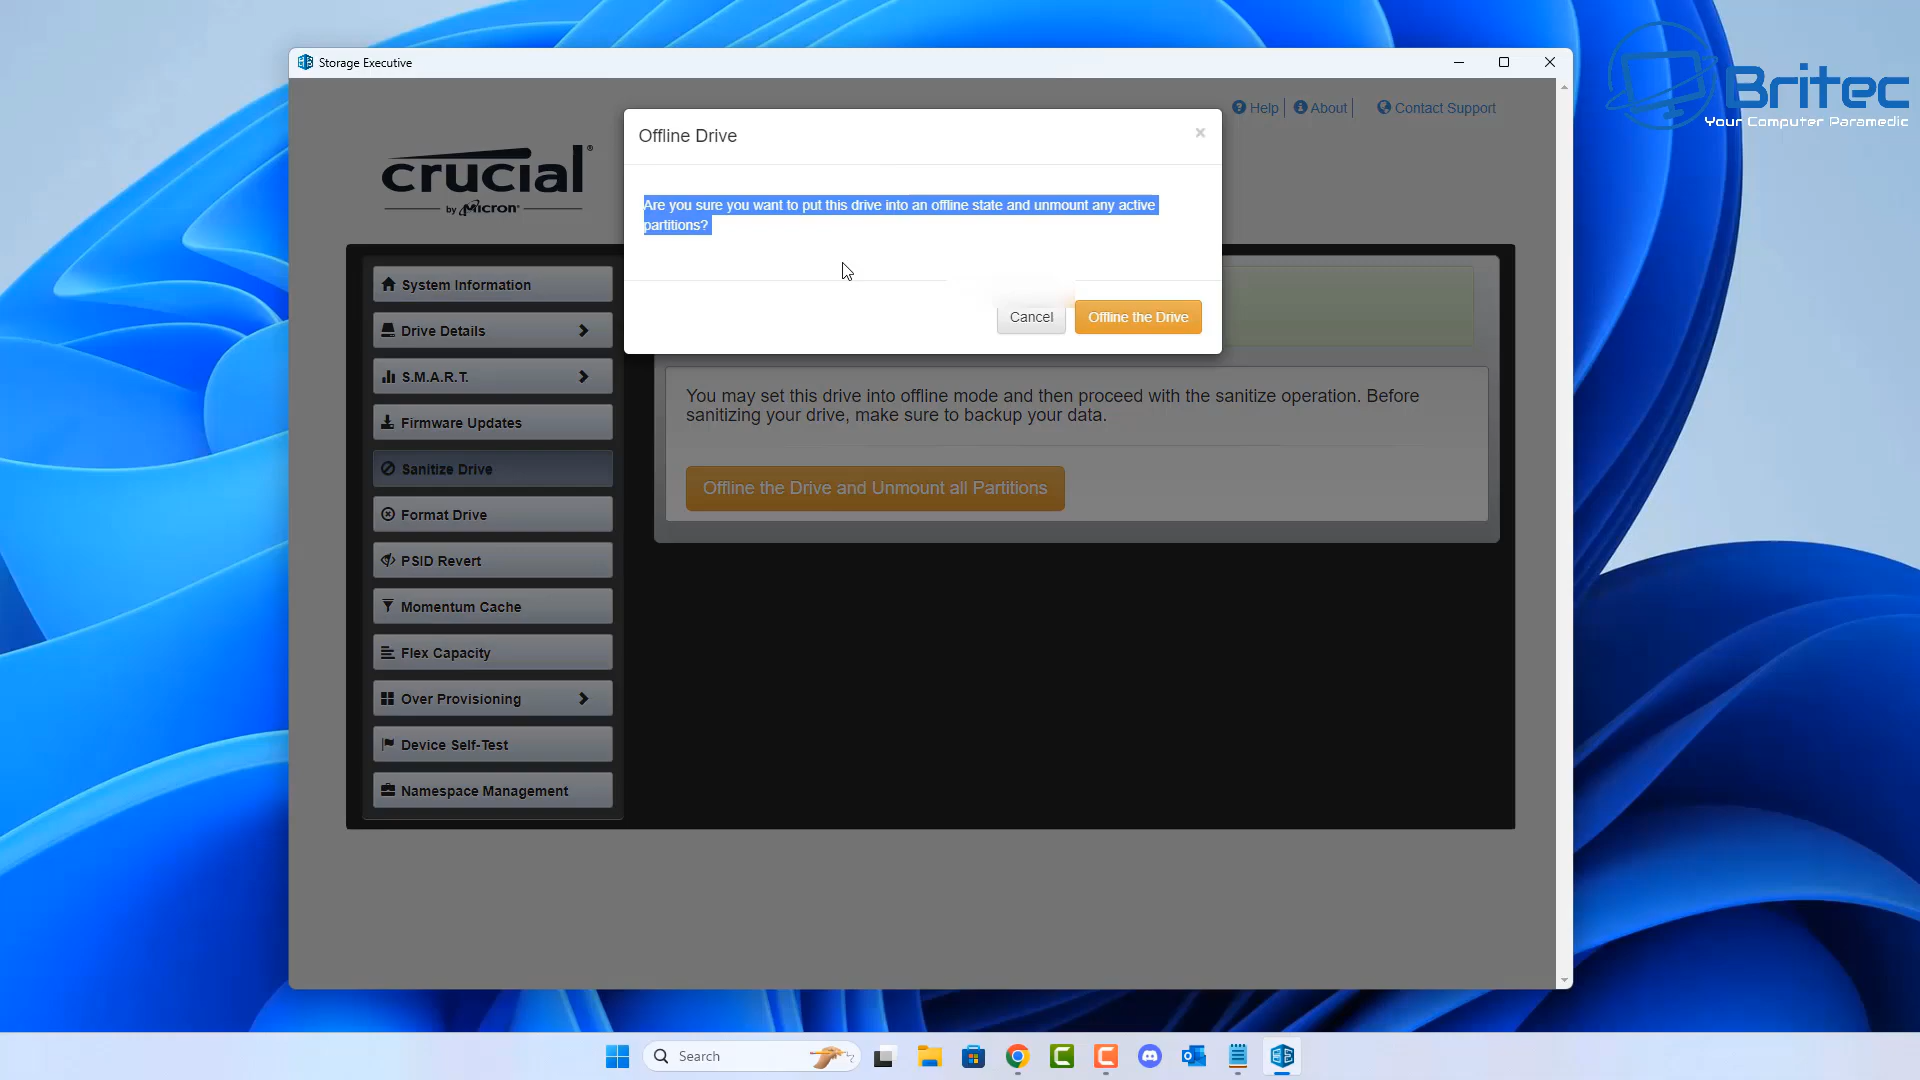 Storage Executive
Britec
Your Computer Paramedic
Help
About
Contact Support
Offline Drive
crucial®
by Micron®
Are you sure you want to put this drive into an offline state and unmount any active
partitions?
Cancel
Offline the Drive
System Information
Drive Details
S.M.A.R.T.
Firmware Updates
Sanitize Drive
Format Drive
PSID Revert
Momentum Cache
Flex Capacity
Over Provisioning
Device Self-Test
Namespace Management
You may set this drive into offline mode and then proceed with the sanitize operation. Before
sanitizing your drive, make sure to backup your data.
Offline the Drive and Unmount all Partitions
Search